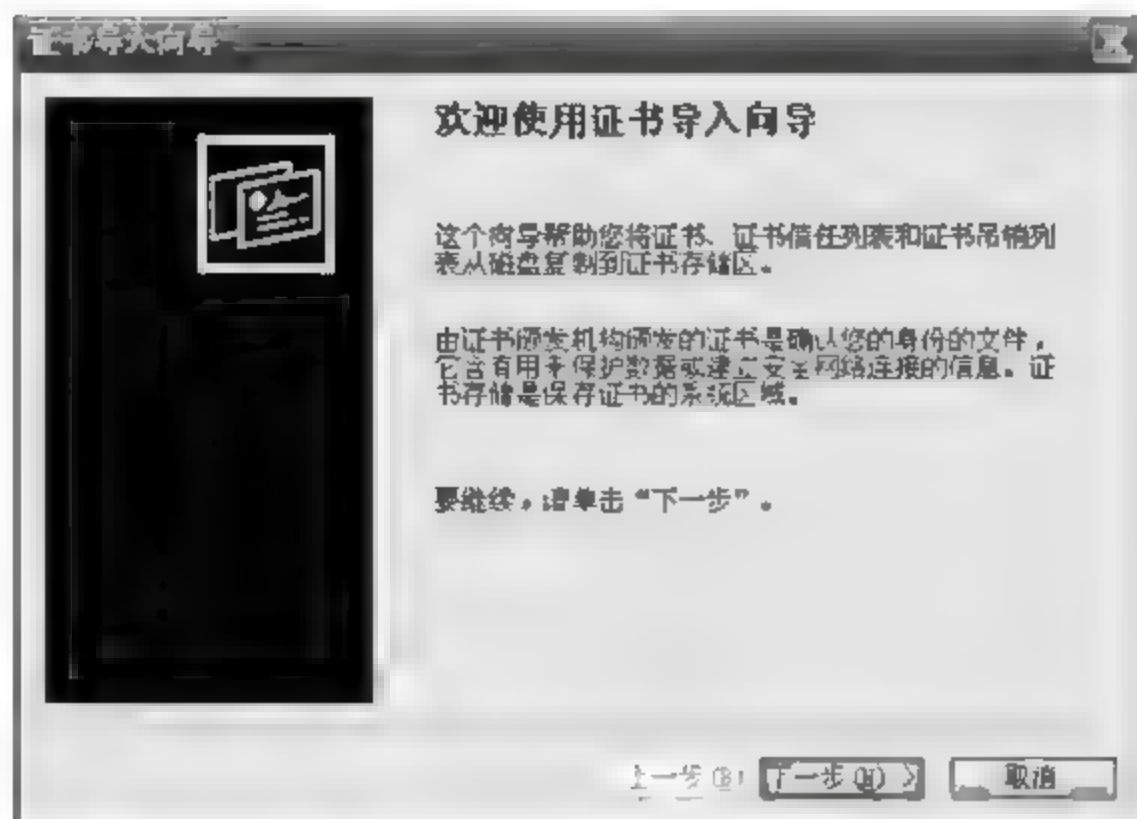 证书导入向导
欢迎使用证书导入向导
这个向导帮助您将证书、证书信任列表和证书吊销列
表从磁盘复制到证书存储区。
由证书颁发机构颁发的证书是确认您的身份的文件，
它含有用来保护数据或建立安全网络连接的信息。证
书存储是保存证书的系统区域。
要继续，请单击“下一步”。
上一步(B) 下一步(N) > 取消